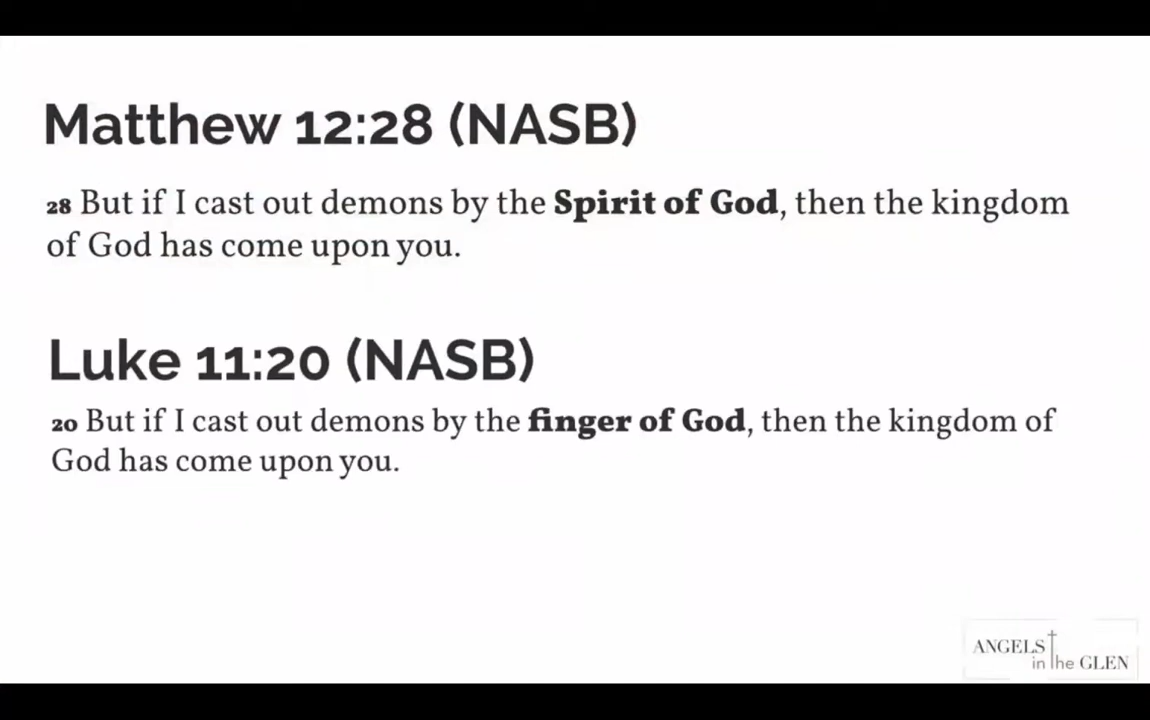 Matthew 12:28 (NASB)
28 But if I cast out demons by the Spirit of God, then the kingdom
of God has come upon you.
Luke 11:20 (NASB)
20 But if I cast out demons by the finger of God, then the kingdom of
God has come upon you.
ANGELS
in the GLEN